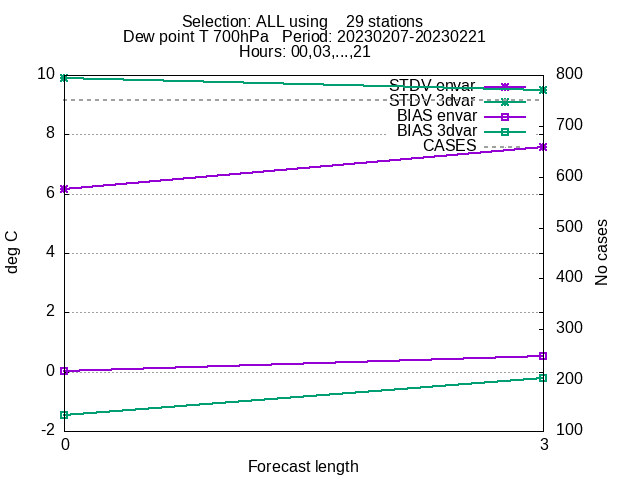 Selection: ALL using    29 stations
Dew point T 700hPa   Period: 20230207-20230221
Hours: 00,03,...,21
10
8
6
4
2
0
-2
deg C
800
700
600
500
400
300
200
100
No cases
STDV envar
STDV 3dvar
BIAS envar
BIAS 3dvar
CASES
0
3
Forecast length